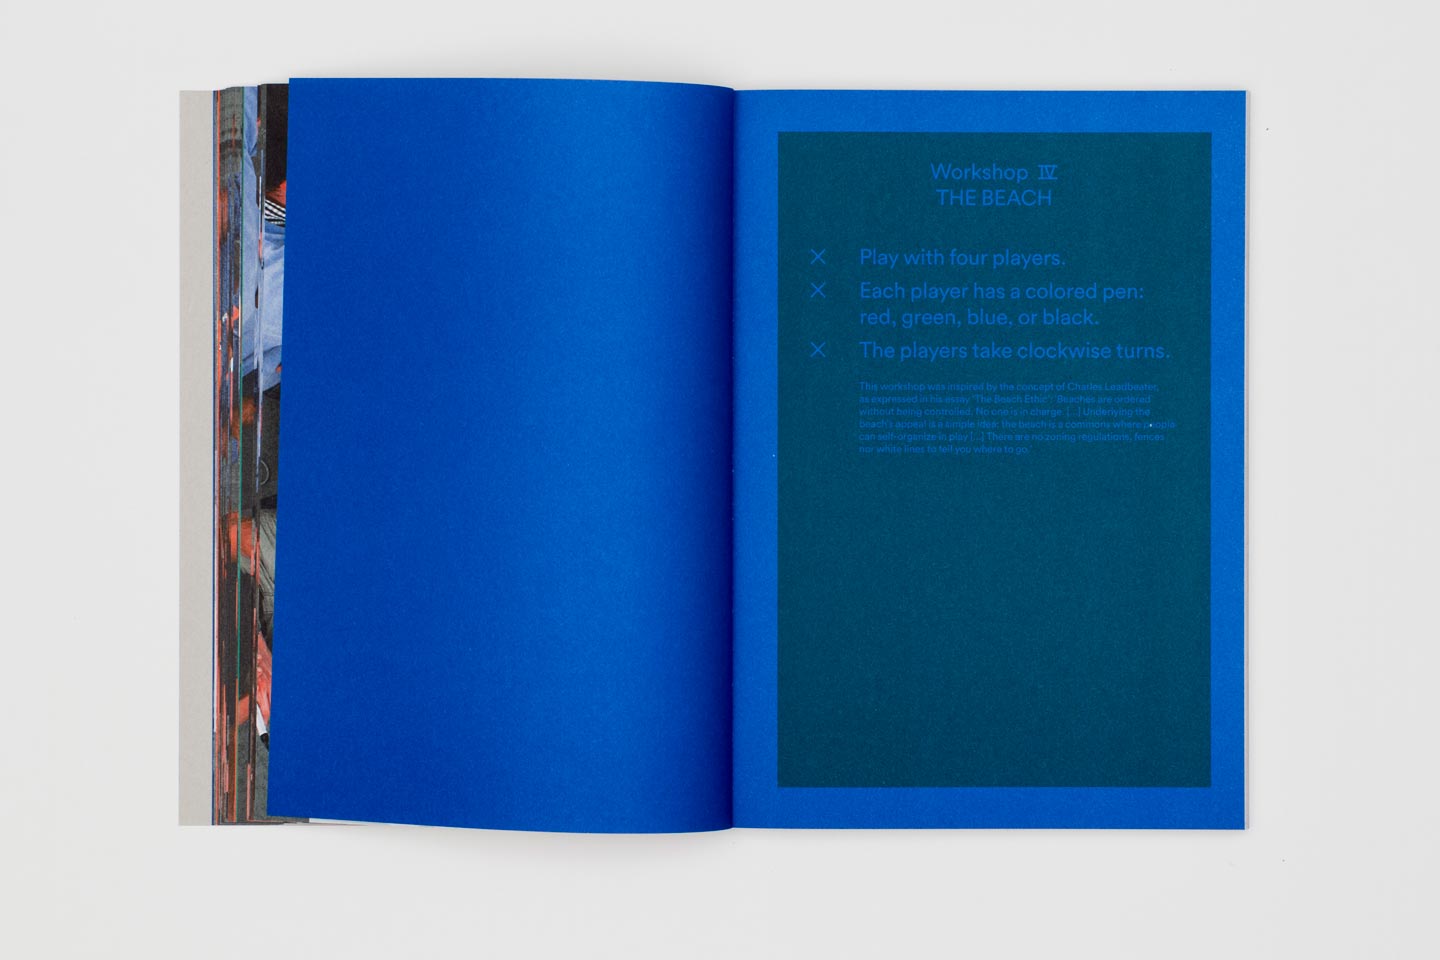 Workshop IV
THE BEACH
× Play with four players.
× Each player has a colored pen:
red, green, blue, or black.
× The players take clockwise turns.
This workshop was inspired by the concept of Charles Leadbeater,
as expressed in his essay ‘The Beach Ethic’: ‘Beaches are ordered
without being controlled. No one is in charge. [...] Underlying the
beach’s appeal is a simple idea: the beach is a commons where people
can self-organize in play [...] There are no zoning regulations, fences
nor white lines to tell you where to go.’